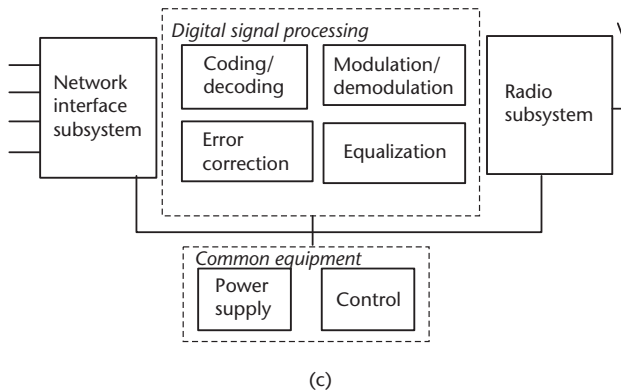 Digital signal processing
Network
interface
subsystem
Coding/
decoding
Modulation/
demodulation
Error
correction
Equalization
Radio
subsystem
Common equipment
Power
supply
Control
(c)